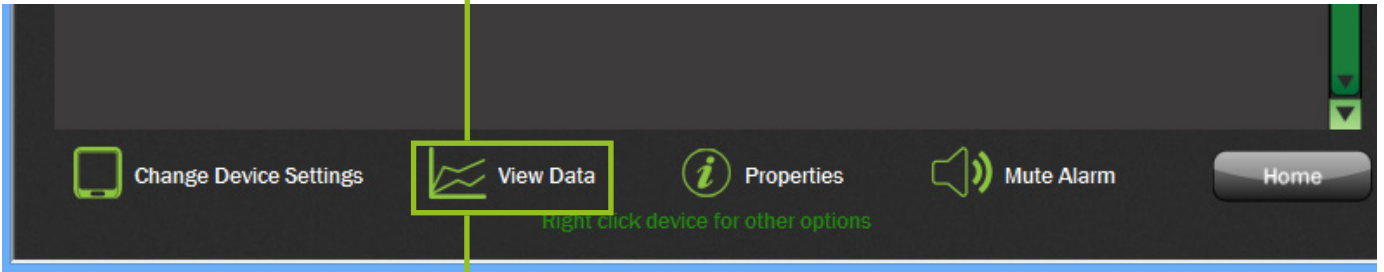 Change Device Settings View Data Properties Mute Alarm Home
Right click device for other options